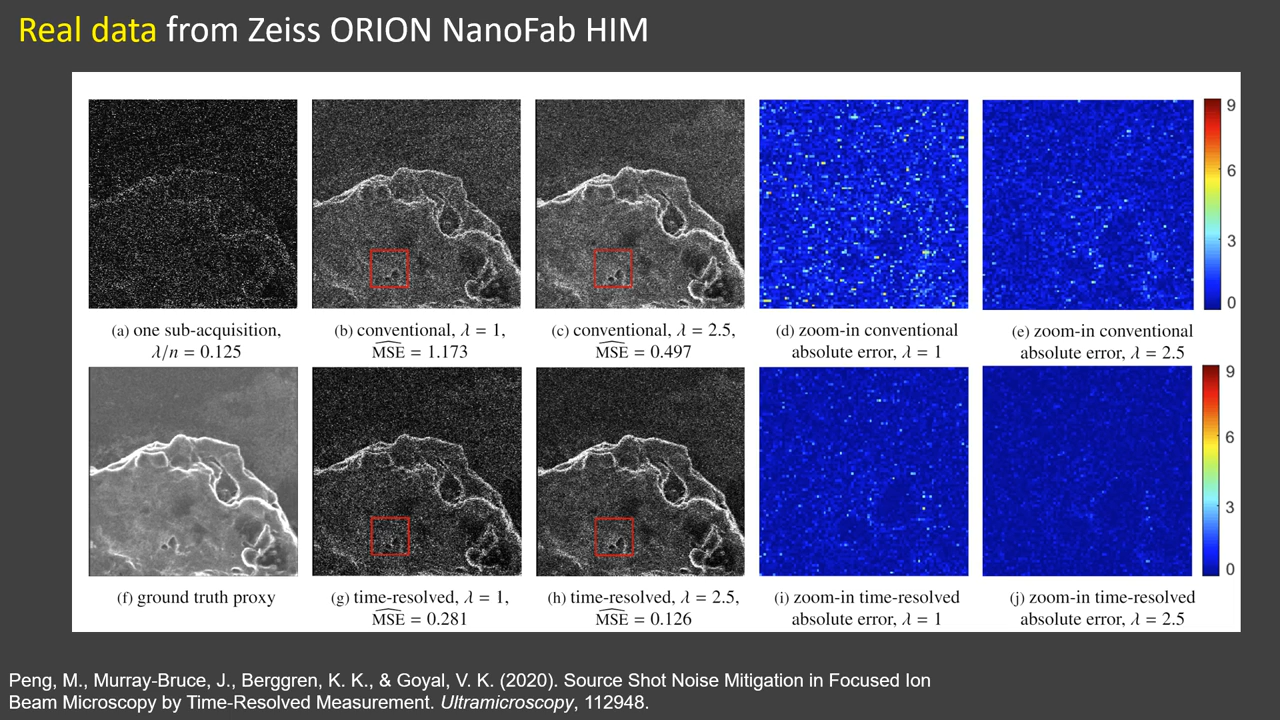 Real data from Zeiss ORION NanoFab HIM
(a) one sub-acquisition,
λ/n = 0.125
(b) conventional, λ = 1,
M͡SE = 1.173
(c) conventional, λ = 2.5,
M͡SE = 0.497
(d) zoom-in conventional
absolute error, λ = 1
(e) zoom-in conventional
absolute error, λ = 2.5
9
6
3
0
(f) ground truth proxy
(g) time-resolved, λ = 1,
M͡SE = 0.281
(h) time-resolved, λ = 2.5,
M͡SE = 0.126
(i) zoom-in time-resolved
absolute error, λ = 1
(j) zoom-in time-resolved
absolute error, λ = 2.5
9
6
3
0
Peng, M., Murray-Bruce, J., Berggren, K. K., & Goyal, V. K. (2020). Source Shot Noise Mitigation in Focused Ion
Beam Microscopy by Time-Resolved Measurement. Ultramicroscopy, 112948.